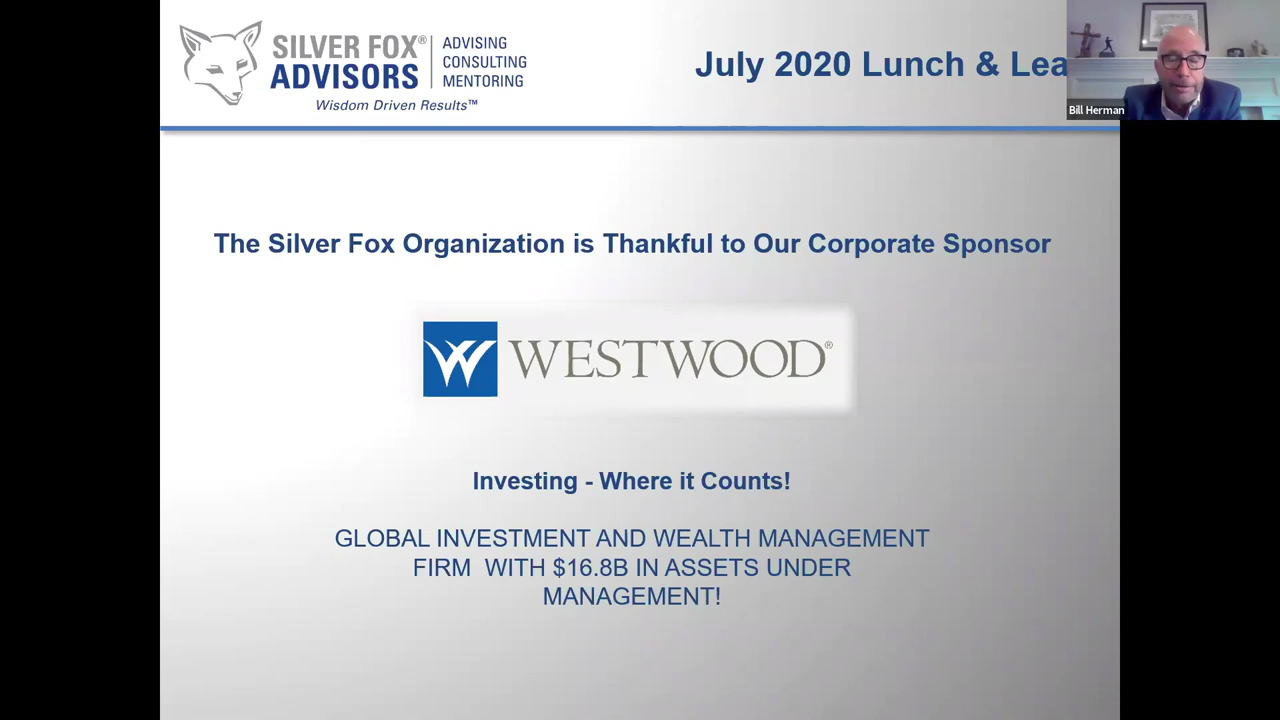 SILVER FOX®
ADVISORS
ADVISING
CONSULTING
MENTORING
Wisdom Driven Results™
July 2020 Lunch & Lea
Bill Herman
The Silver Fox Organization is Thankful to Our Corporate Sponsor
W WESTWOOD®
Investing - Where it Counts!
GLOBAL INVESTMENT AND WEALTH MANAGEMENT
FIRM WITH $16.8B IN ASSETS UNDER
MANAGEMENT!